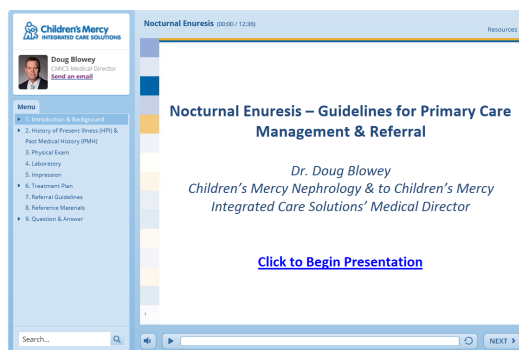 Children's Mercy
INTEGRATED CARE SOLUTIONS
Doug Blowey
CMICS Medical Director
Send an email
Menu
1. Introduction & Background
2. History of Present Illness (HPI) &
Past Medical History (PMH)
3. Physical Exam
4. Laboratory
5. Impression
6. Treatment Plan
7. Referral Guidelines
8. Reference Materials
9. Question & Answer
Search...
Nocturnal Enuresis (00:00 / 12:36)
Resources
Nocturnal Enuresis – Guidelines for Primary Care
Management & Referral
Dr. Doug Blowey
Children's Mercy Nephrology & to Children's Mercy
Integrated Care Solutions' Medical Director
Click to Begin Presentation
NEXT >